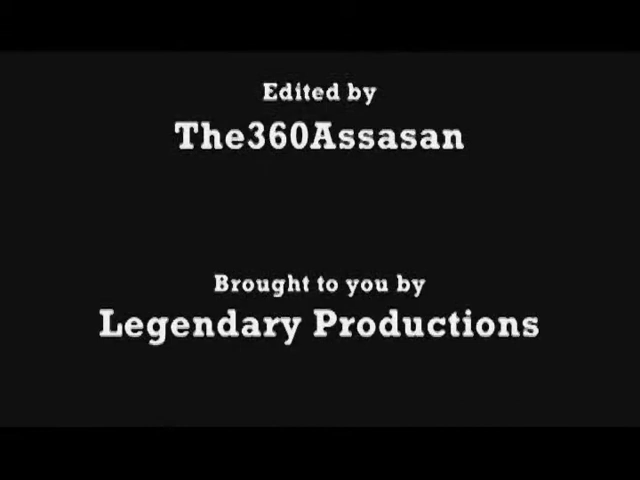 Edited by
The360Assasan
Brought to you by
Legendary Productions